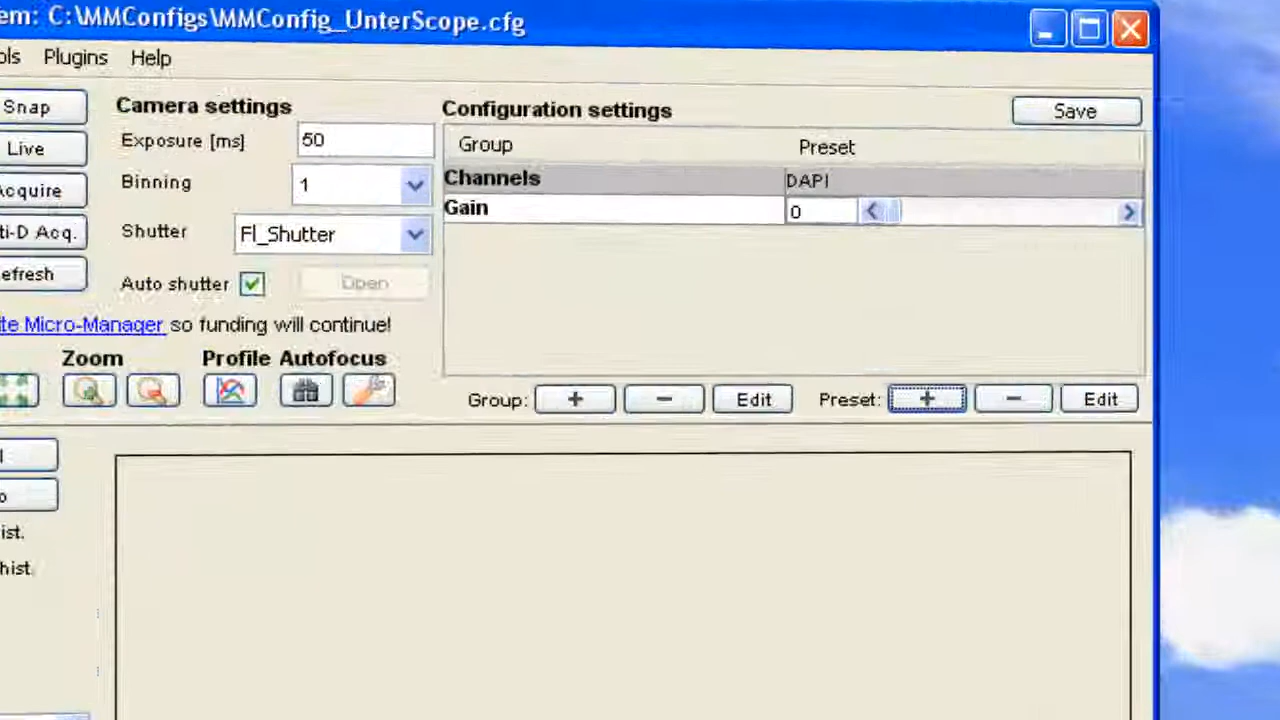 em: C:\MMConfigs\MMConfig_UnterScope.cfg
ols Plugins Help
Snap
Live
Acquire
ti-D Acq.
efresh
Camera settings
Exposure [ms] 50
Binning 1
Shutter Fl_Shutter
Auto shutter Open
te Micro-Manager so funding will continue!
Zoom Profile Autofocus
Configuration settings Save
Group Preset
Channels DAPI
Gain 0
Group: + - Edit Preset: + - Edit
ist.
hist.